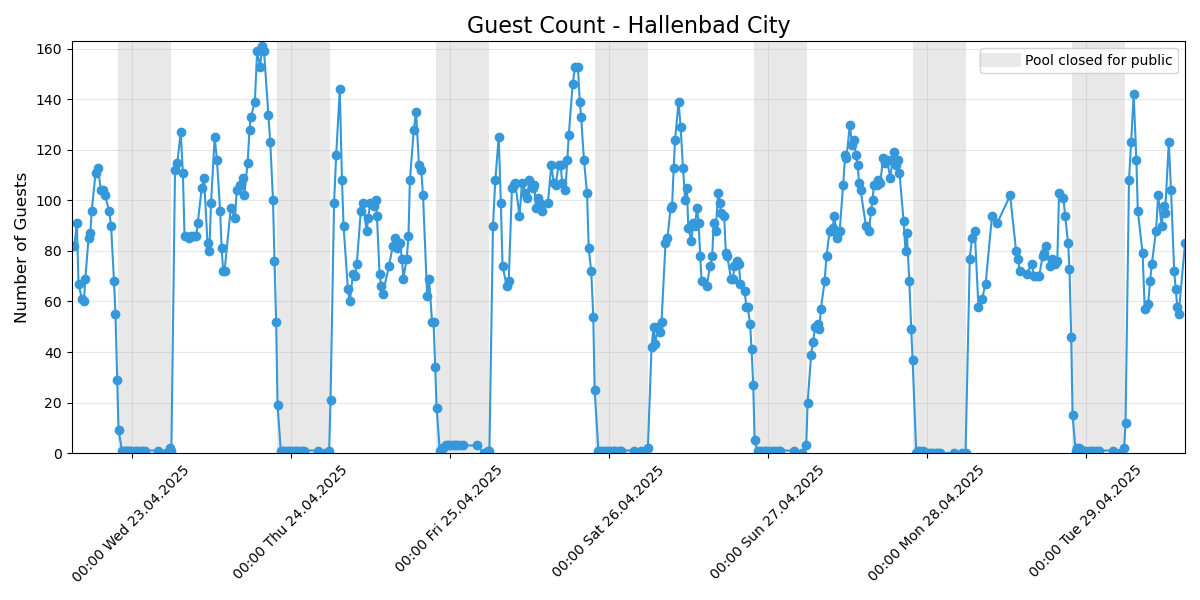 Guest Count - Hallenbad City
Pool closed for public
Number of Guests
160
140
120
100
80
60
40
20
0
00:00 Wed 23.04.2025
00:00 Thu 24.04.2025
00:00 Fri 25.04.2025
00:00 Sat 26.04.2025
00:00 Sun 27.04.2025
00:00 Mon 28.04.2025
00:00 Tue 29.04.2025